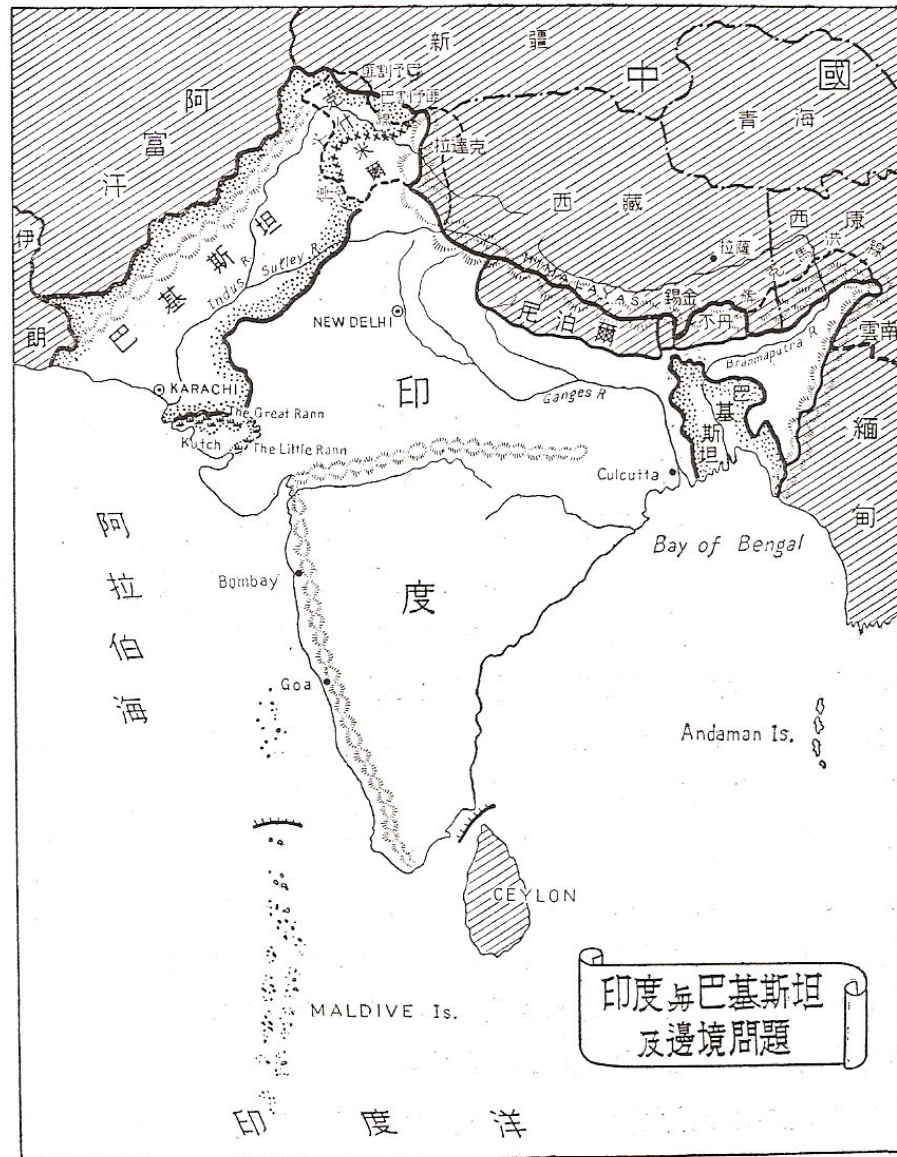 新疆
中國
青海
阿富汗
拉達克
西藏
西康
拉薩
伊朗
巴基斯坦
Indus R
Sutley R
HIMALAYAS
錫金
不丹
尼泊爾
雲南
NEW DELHI
Brahmaputra R
KARACHI
The Great Rann
Kutch
The Little Rann
印度
Ganges R
巴基斯坦
緬甸
Culcutta
Bay of Bengal
阿拉伯海
Bombay
Goa
Andaman Is.
CEYLON
MALDIVE Is.
印度与巴基斯坦
及邊境問題
印度洋